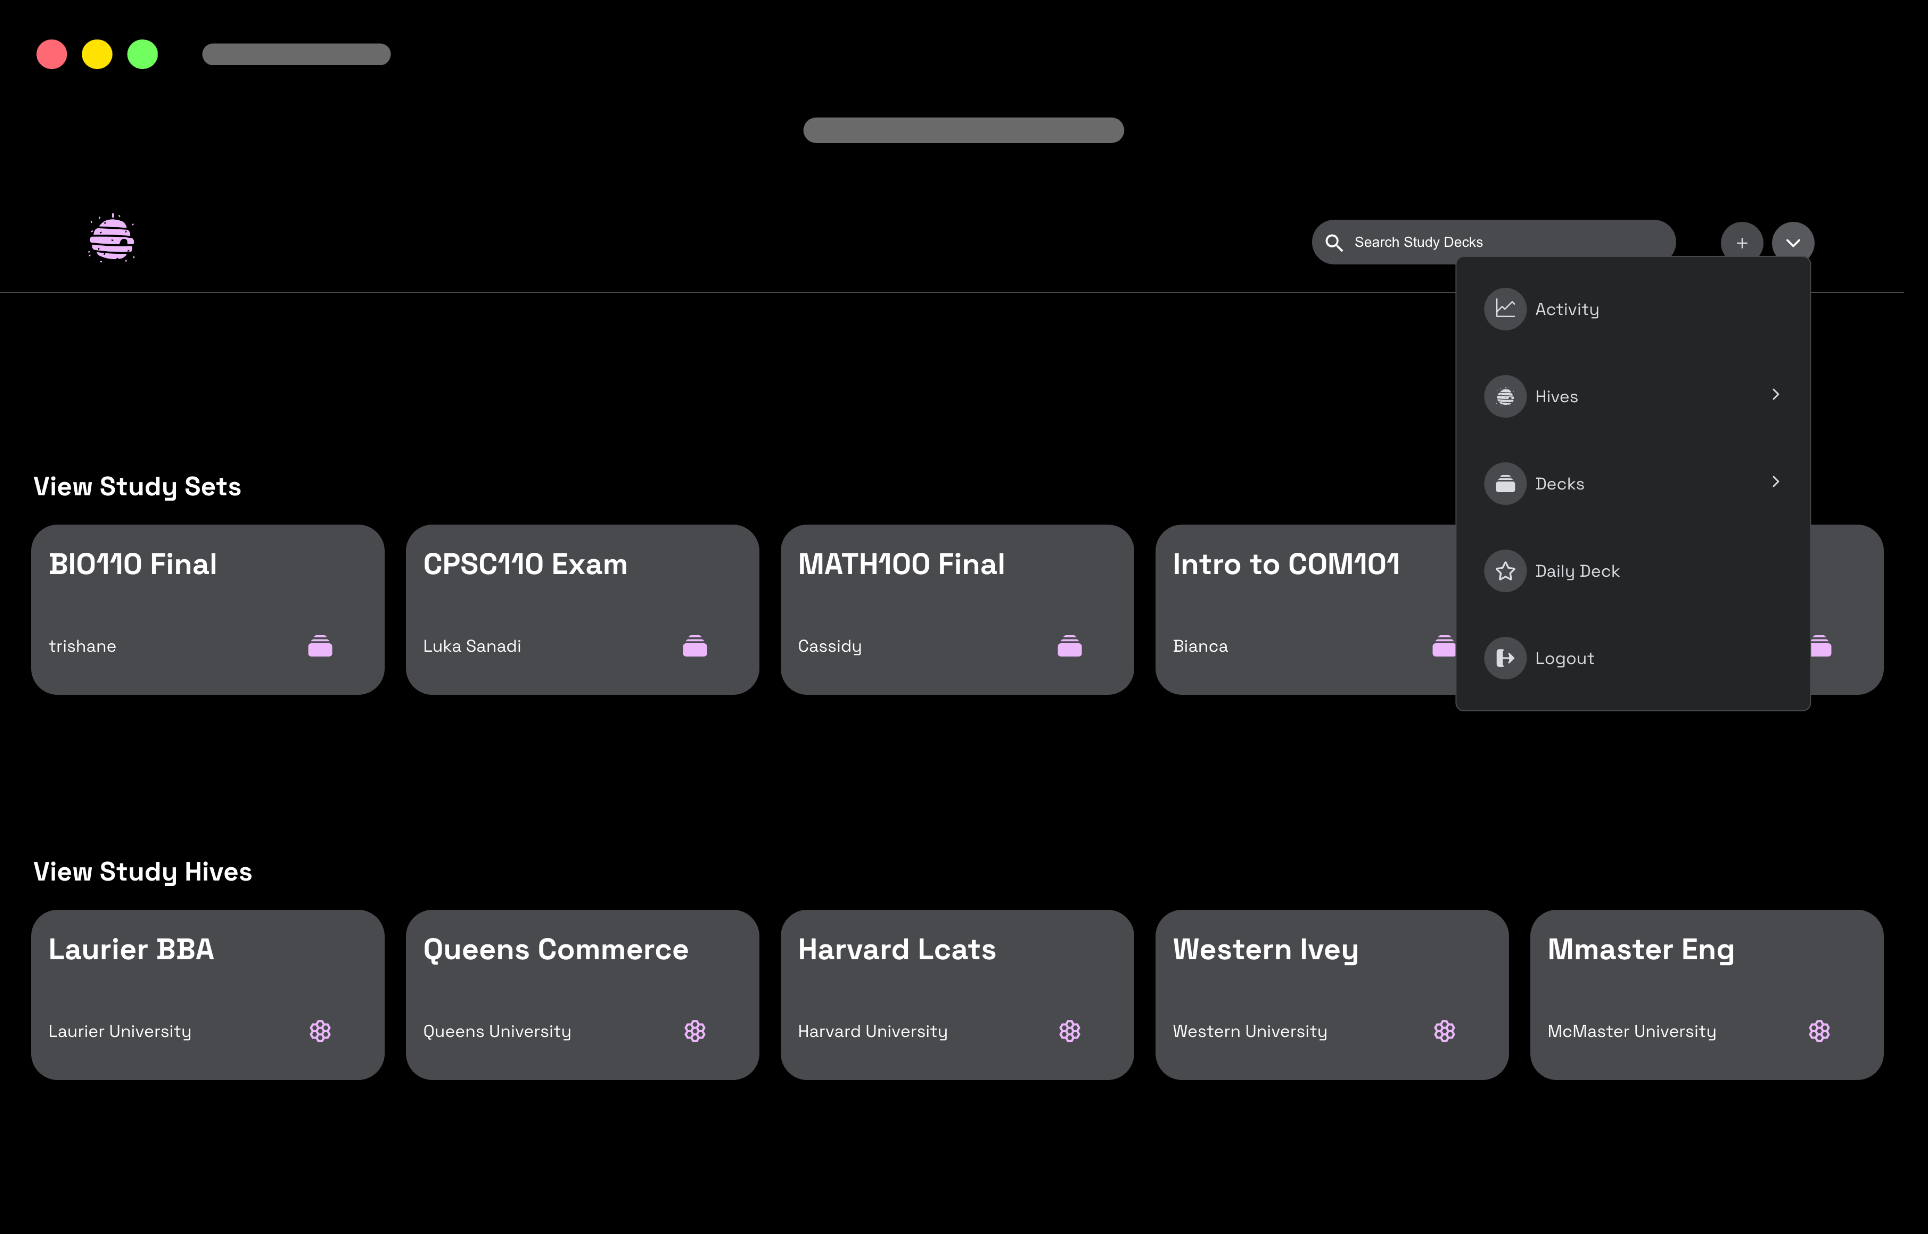 Search Study Decks
Activity
Hives
Decks
Daily Deck
Logout
View Study Sets
BIO110 Final
trishane
CPSC110 Exam
Luka Sanadi
MATH100 Final
Cassidy
Intro to COM101
Bianca
View Study Hives
Laurier BBA
Laurier University
Queens Commerce
Queens University
Harvard Lcats
Harvard University
Western Ivey
Western University
Mmaster Eng
McMaster University